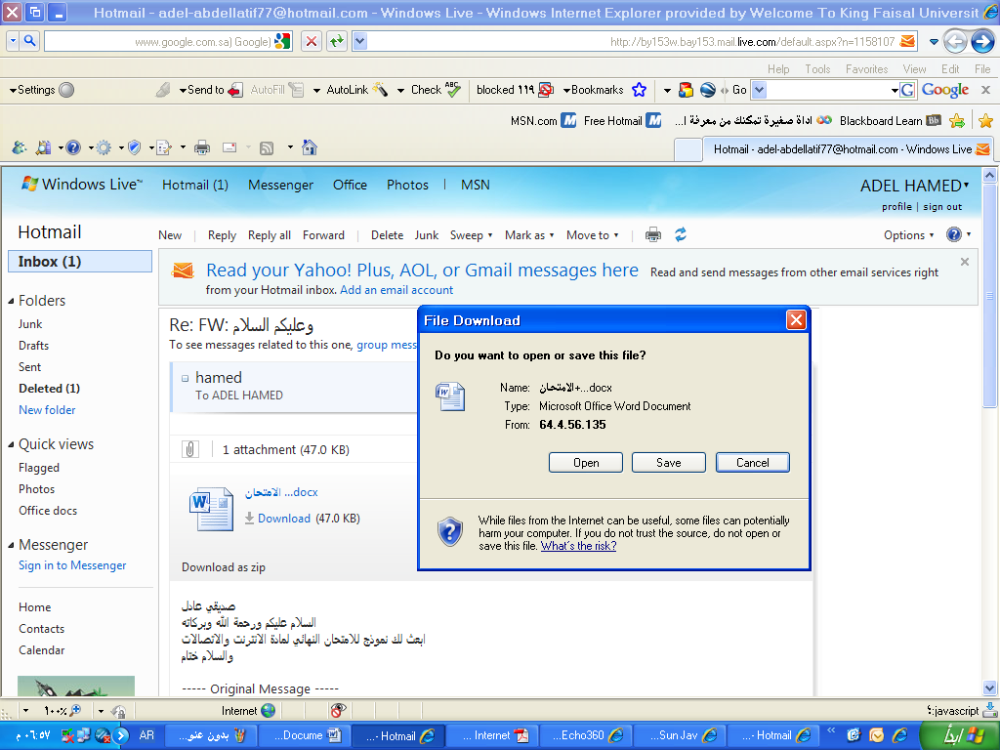 Hotmail - adel-abdellatif77@hotmail.com - Windows Live - Windows Internet Explorer provided by Welcome To King Faisal Universit
www.google.com.sa) Google)
http://by153w.bay153.mail.live.com/default.aspx?n=1158107
Help Tools Favorites View Edit File
Settings Send to AutoFill AutoLink Check blocked ١١٩ Bookmarks Go Google
MSN.com Free Hotmail اداة صغيرة تمكنك من معرفة ا... Blackboard Learn
Hotmail - adel-abdellatif77@hotmail.com - Windows Live
Windows Live™ Hotmail (1) Messenger Office Photos | MSN
ADEL HAMED
profile | sign out
Hotmail
New | Reply Reply all Forward | Delete Junk Sweep Mark as Move to | Options
Inbox (1)
Folders
Junk
Drafts
Sent
Deleted (1)
New folder
Quick views
Flagged
Photos
Office docs
Messenger
Sign in to Messenger
Home
Contacts
Calendar
Read your Yahoo! Plus, AOL, or Gmail messages here Read and send messages from other email services right
from your Hotmail inbox. Add an email account
Re: FW: وعليكم السلام
To see messages related to this one, group mess
hamed
To ADEL HAMED
1 attachment (47.0 KB)
الامتحان ...docx
Download (47.0 KB)
Download as zip
صديقي عادل
السلام عليكم ورحمة الله وبركاته
ابعث لك نموذج للامتحان النهائي لمادة الانترنت والاتصالات
والسلام ختام
----- Original Message -----
File Download
Do you want to open or save this file?
Name: الامتحان+...docx
Type: Microsoft Office Word Document
From: 64.4.56.135
Open Save Cancel
While files from the Internet can be useful, some files can potentially
harm your computer. If you do not trust the source, do not open or
save this file. What's the risk?
١٠٠% Internet javascript:؛
٠٦:٥٧ م AR بدون عنو... ...Docume ...- Hotmail ...Internet ...Echo360 ...Sun Jav ...- Hotmail ابدأ